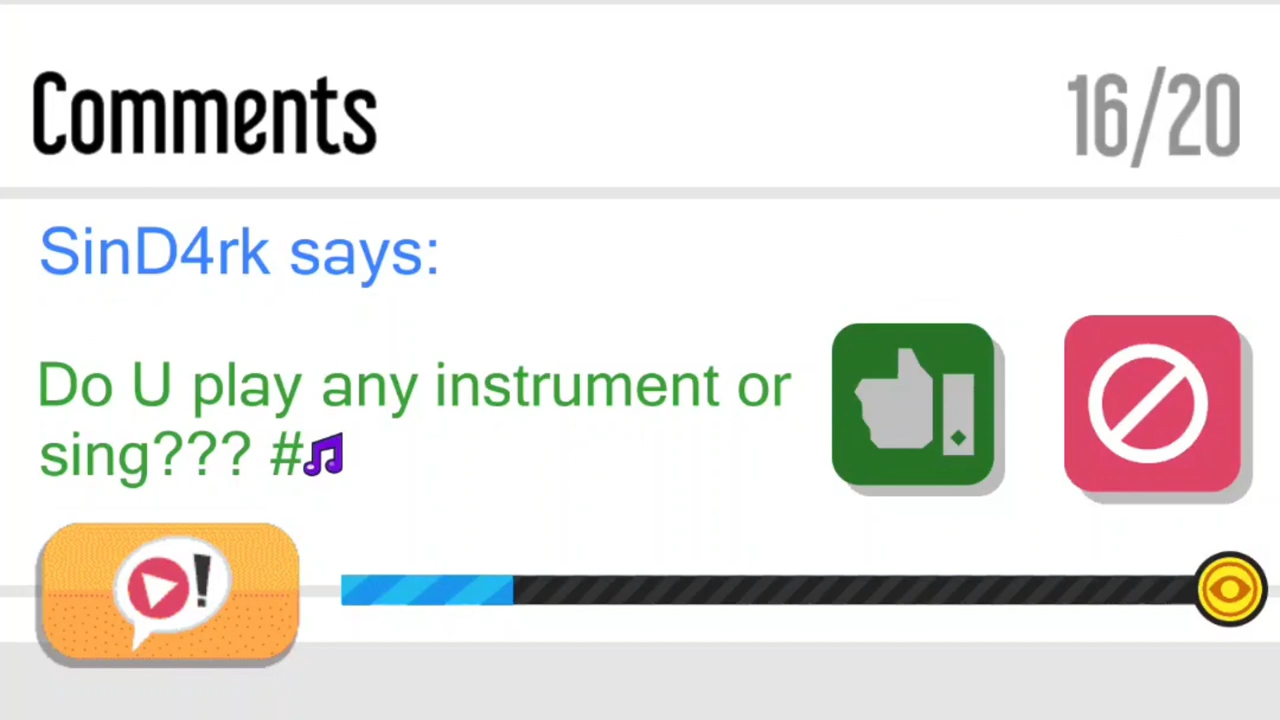 Comments
16/20
SinD4rk says:
Do U play any instrument or
sing??? #🎵
!